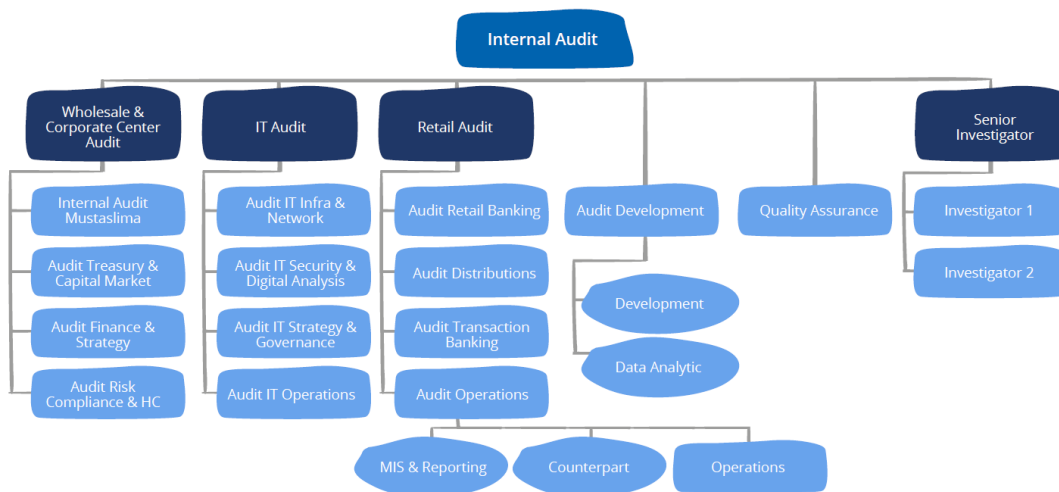 Internal Audit
Wholesale &
Corporate Center
Audit
IT Audit
Retail Audit
Senior
Investigator
Internal Audit
Mustaslima
Audit IT Infra &
Network
Audit Retail Banking
Audit Development
Quality Assurance
Investigator 1
Audit Treasury &
Capital Market
Audit IT Security &
Digital Analysis
Audit Distributions
Investigator 2
Development
Audit Finance &
Strategy
Audit IT Strategy &
Governance
Audit Transaction
Banking
Data Analytic
Audit Risk
Compliance & HC
Audit IT Operations
Audit Operations
MIS & Reporting
Counterpart
Operations